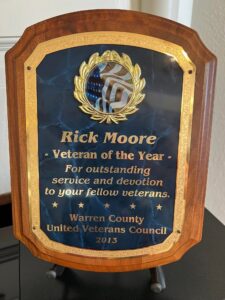 Rick Moore
- Veteran of the Year -
For outstanding
service and devotion
to your fellow veterans.
Warren County
United Veterans Council
2013